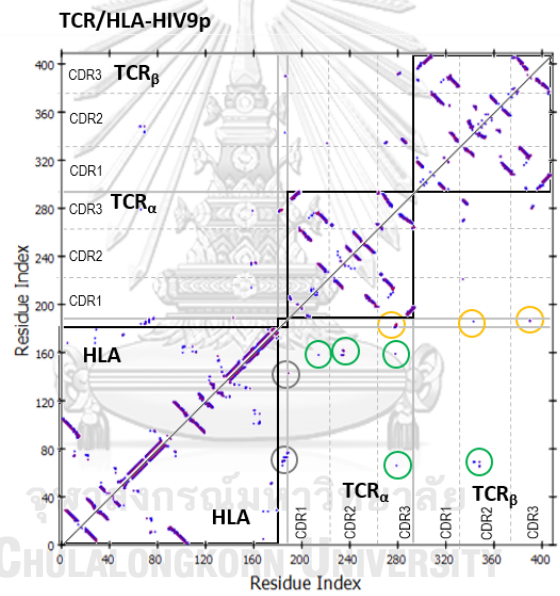 TCR/HLA-HIV9p
400
360
320
280
240
200
160
120
80
40
0
Residue Index
CDR3 TCRβ
CDR2
CDR1
TCRα
CDR3
CDR2
CDR1
HLA
HLA
TCRα
TCRβ
CDR1
CDR2
CDR3
CDR1
CDR2
CDR3
จุฬาลงกรณ์มหาวิทยาลัย
CHULALONGKORN UNIVERSITY
0 40 80 120 160 200 240 280 320 360 400
Residue Index